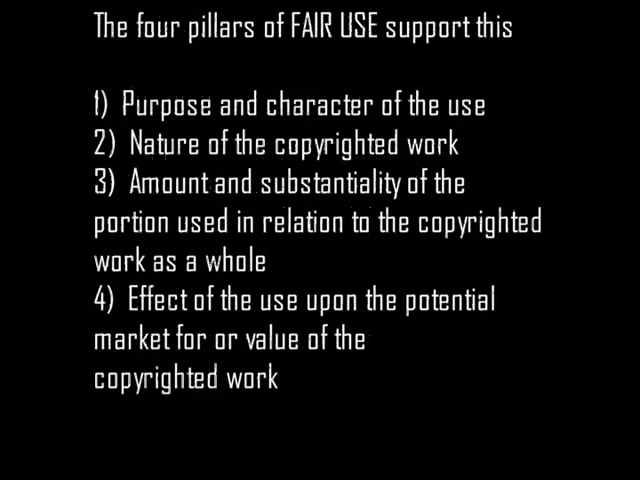 The four pillars of FAIR USE support this
1) Purpose and character of the use
2) Nature of the copyrighted work
3) Amount and substantiality of the
portion used in relation to the copyrighted
work as a whole
4) Effect of the use upon the potential
market for or value of the
copyrighted work